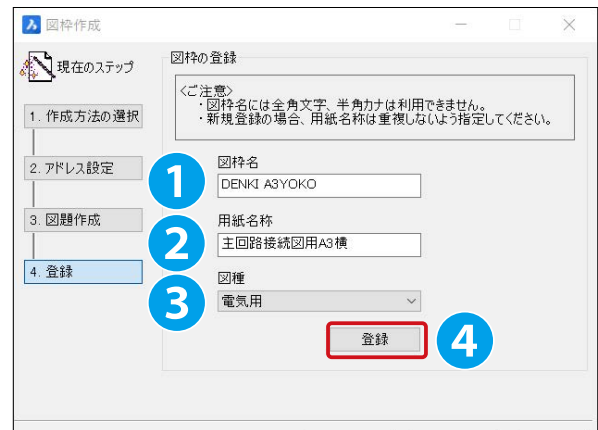 図枠作成
現在のステップ
1. 作成方法の選択
2. アドレス設定
3. 図題作成
4. 登録
図枠の登録
<ご注意>
・図枠名には全角文字、半角カナは利用できません。
・新規登録の場合、用紙名称は重複しないよう指定してください。
1
図枠名
DENKI A3YOKO
2
用紙名称
主回路接続図用A3横
3
図種
電気用
登録
4